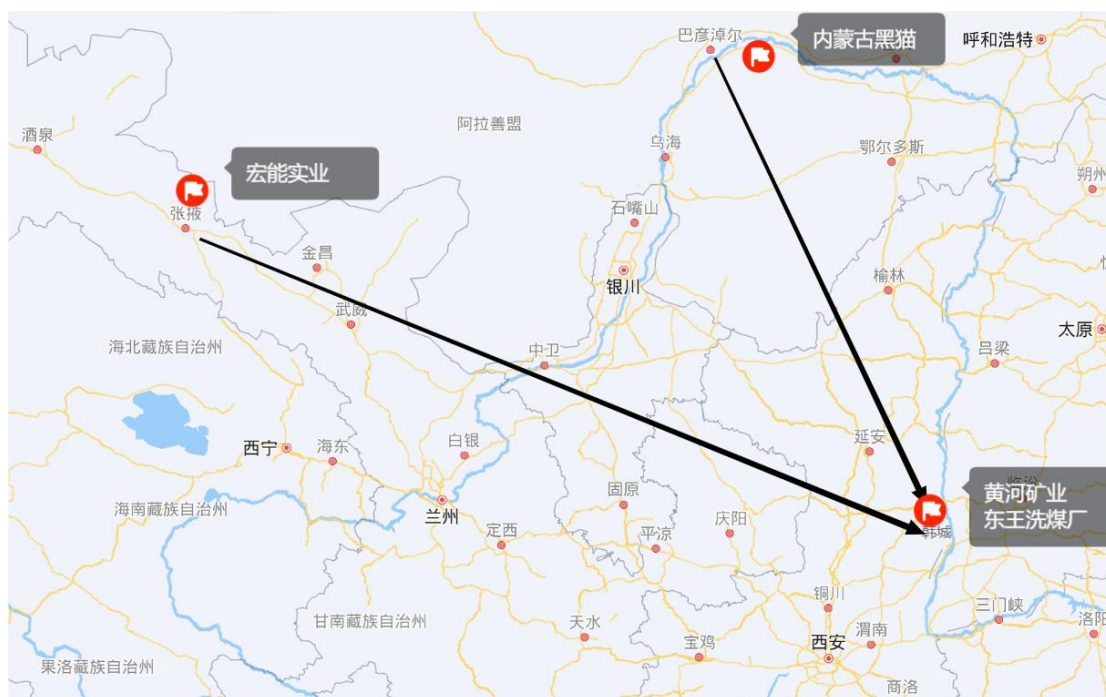 巴彦淖尔
内蒙古黑猫
呼和浩特
酒泉
阿拉善盟
乌海
鄂尔多斯
宏能实业
朔州
张掖
石嘴山
金昌
银川
榆林
武威
太原
海北藏族自治州
中卫
吕梁
西宁
海东
白银
延安
黄河矿业
东王洗煤厂
临汾
海南藏族自治州
兰州
固原
庆阳
定西
平凉
韩城
铜川
甘南藏族自治州
天水
三门峡
渭南
洛阳
宝鸡
西安
果洛藏族自治州
商洛